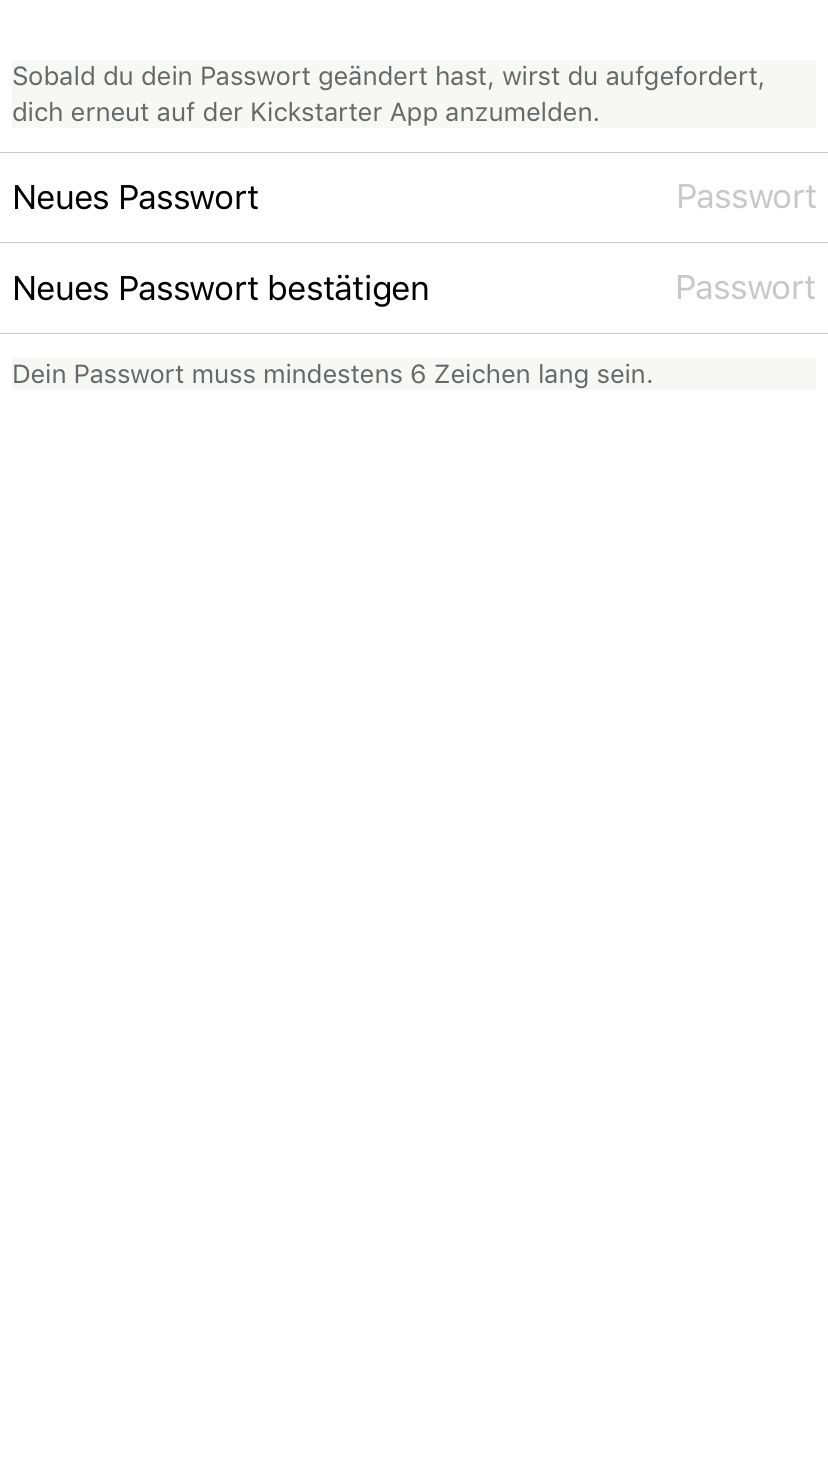 Sobald du dein Passwort geändert hast, wirst du aufgefordert,
dich erneut auf der Kickstarter App anzumelden.
Neues Passwort Passwort
Neues Passwort bestätigen Passwort
Dein Passwort muss mindestens 6 Zeichen lang sein.